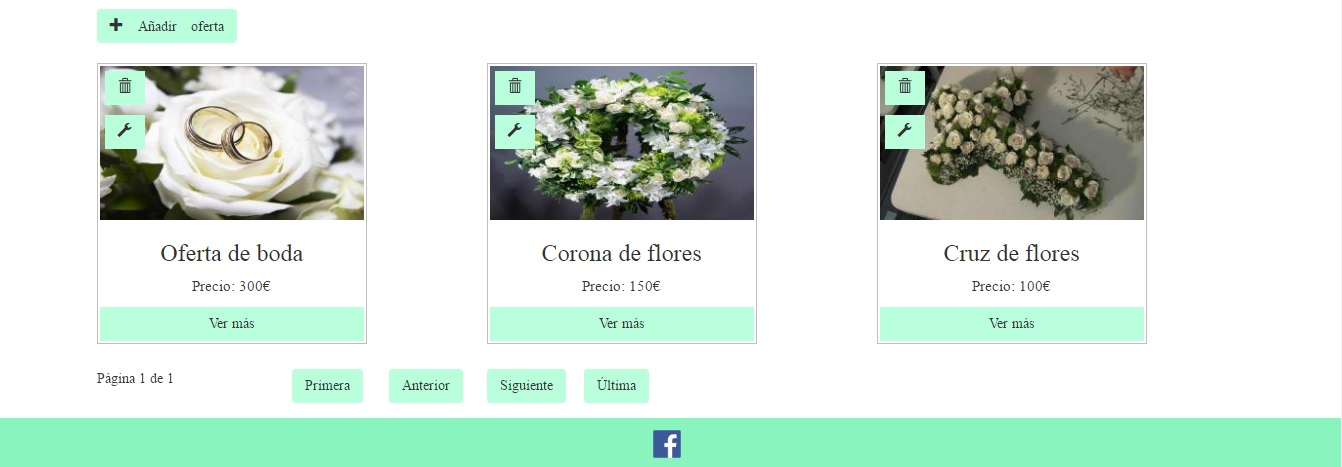 Añadir oferta
Oferta de boda
Precio: 300€
Ver más
Corona de flores
Precio: 150€
Ver más
Cruz de flores
Precio: 100€
Ver más
Página 1 de 1
Primera
Anterior
Siguiente
Última